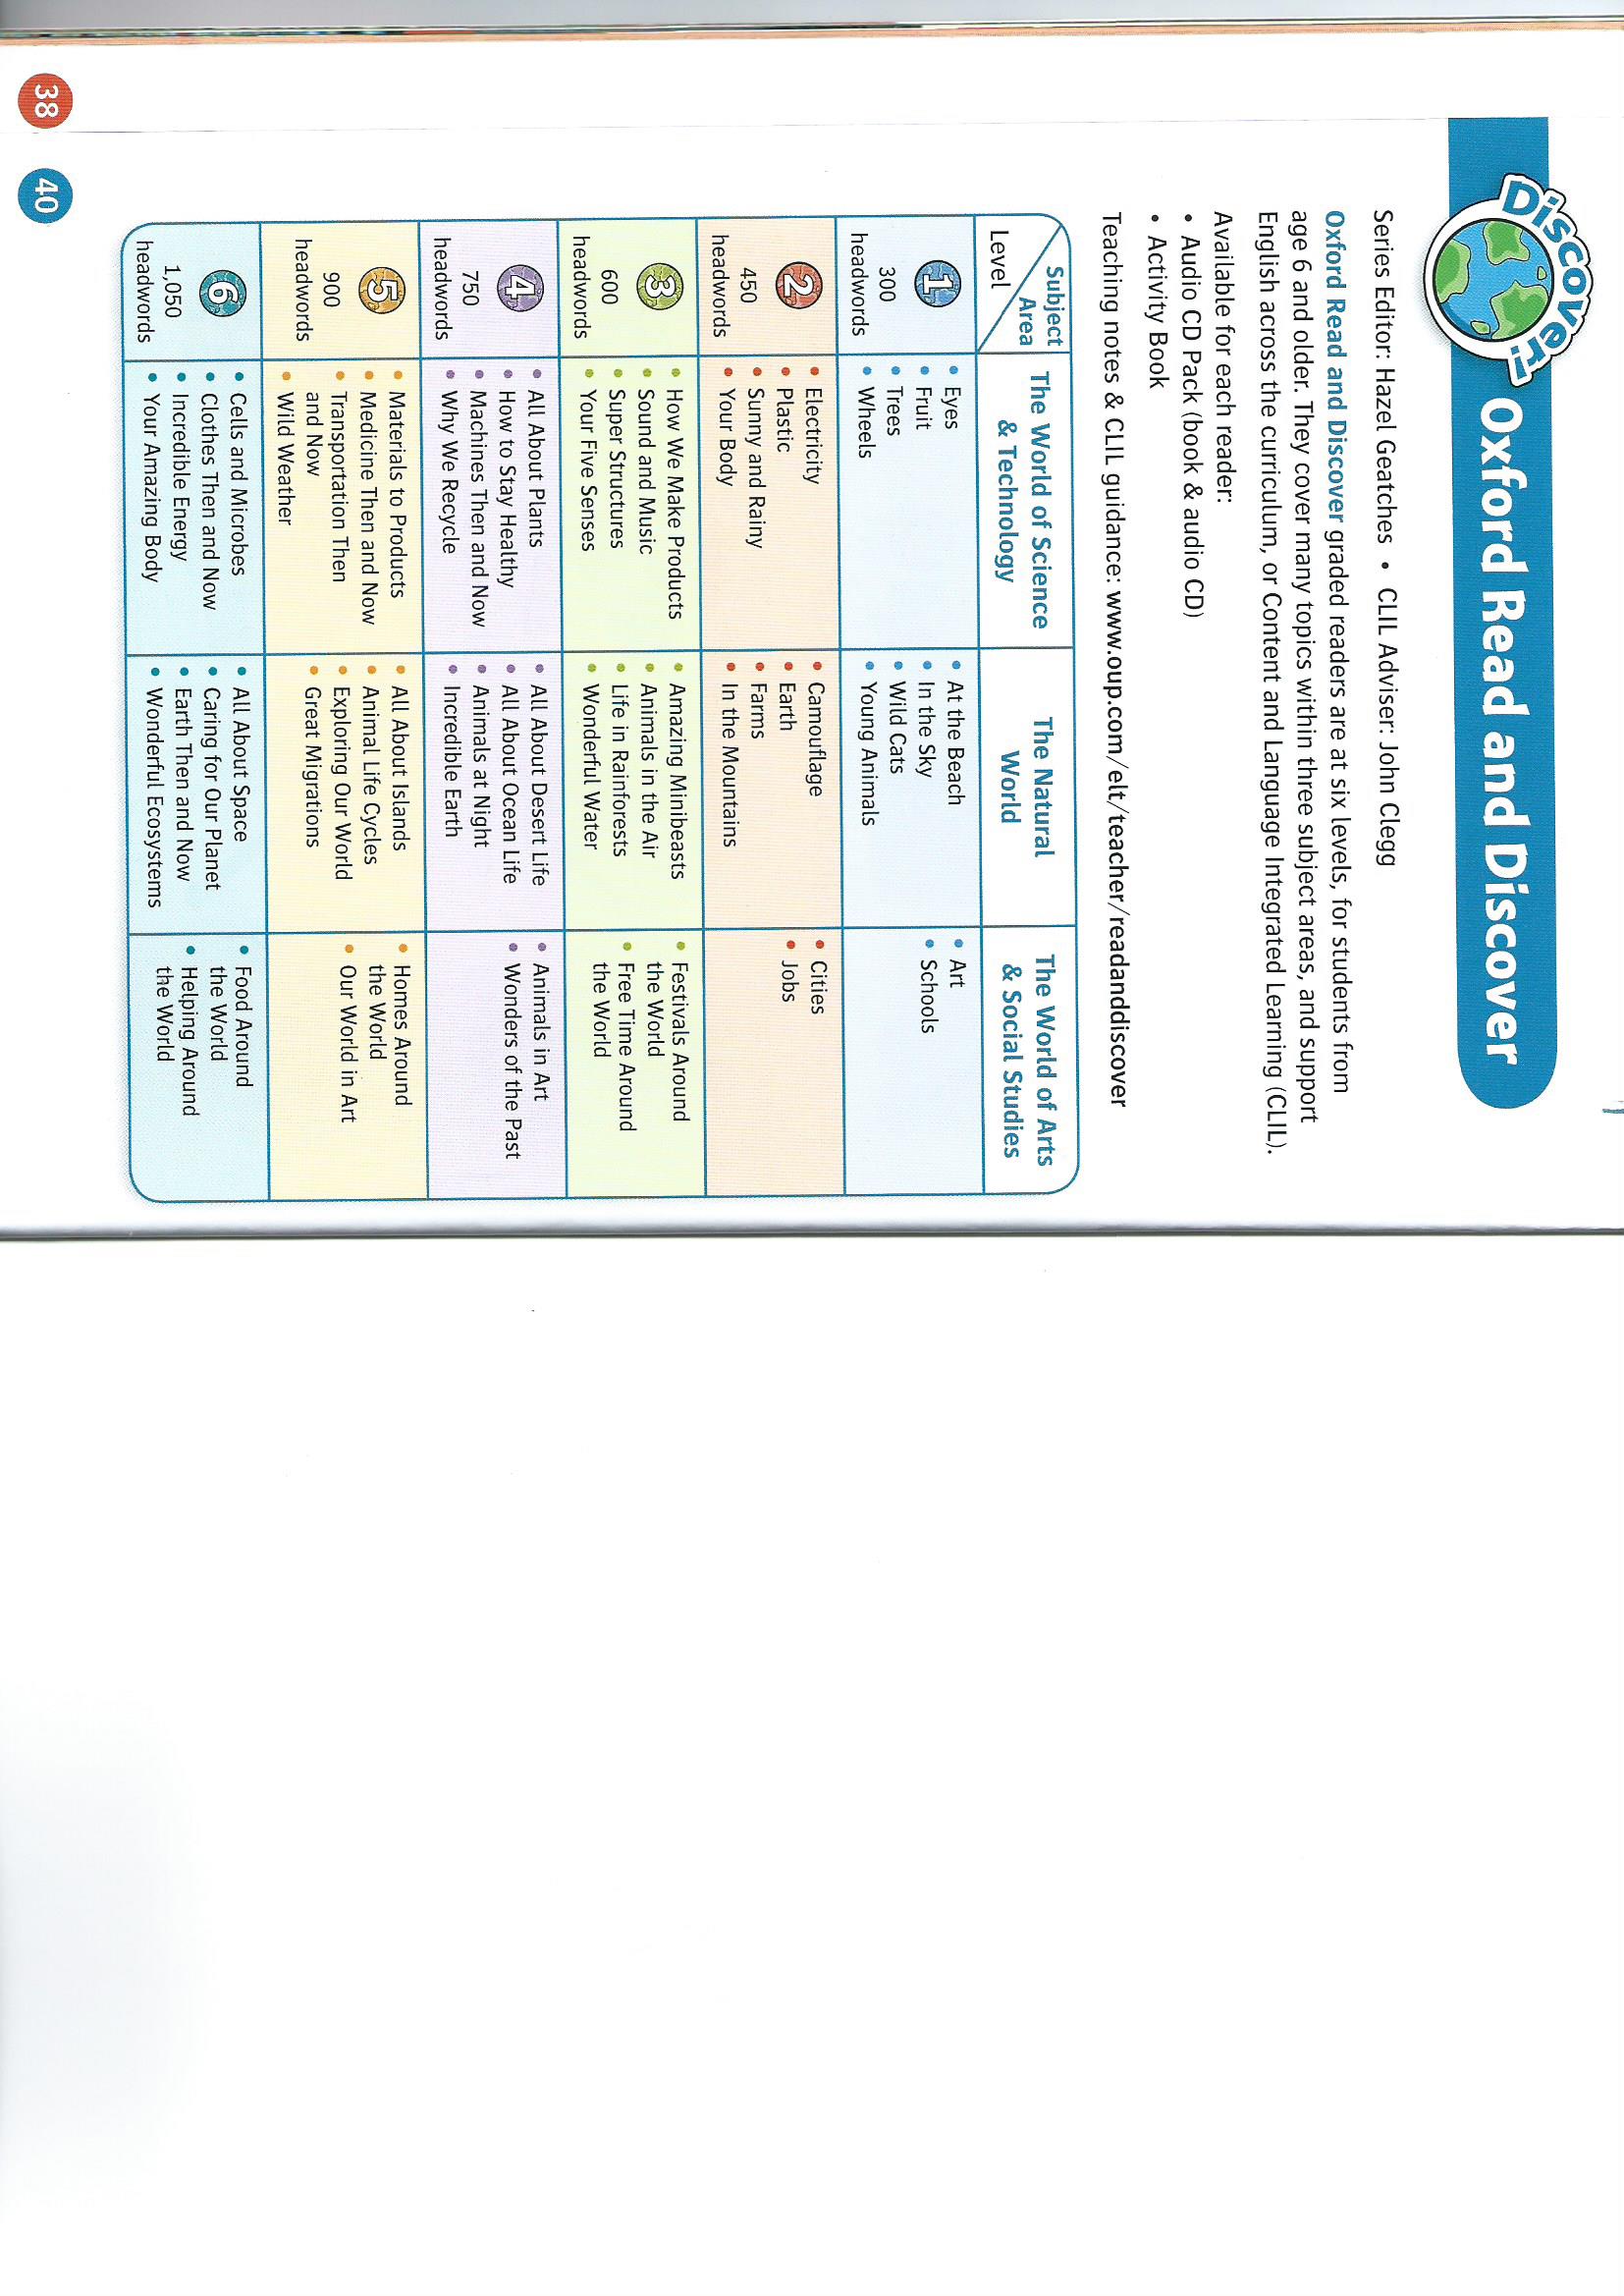 Discover!
Oxford Read and Discover
Series Editor: Hazel Geatches • CLIL Adviser: John Clegg
Oxford Read and Discover graded readers are at six levels, for students from
age 6 and older. They cover many topics within three subject areas, and support
English across the curriculum, or Content and Language Integrated Learning (CLIL).
Available for each reader:
• Audio CD Pack (book & audio CD)
• Activity Book
Teaching notes & CLIL guidance: www.oup.com/elt/teacher/readanddiscover
Subject
Area
Level
The World of Science
& Technology
The Natural
World
The World of Arts
& Social Studies
1
300
headwords
• Eyes
• Fruit
• Trees
• Wheels
• At the Beach
• In the Sky
• Wild Cats
• Young Animals
• Art
• Schools
2
450
headwords
• Electricity
• Plastic
• Sunny and Rainy
• Your Body
• Camouflage
• Earth
• Farms
• In the Mountains
• Cities
• Jobs
3
600
headwords
• How We Make Products
• Sound and Music
• Super Structures
• Your Five Senses
• Amazing Minibeasts
• Animals in the Air
• Life in Rainforests
• Wonderful Water
• Festivals Around
the World
• Free Time Around
the World
4
750
headwords
• All About Plants
• How to Stay Healthy
• Machines Then and Now
• Why We Recycle
• All About Desert Life
• All About Ocean Life
• Animals at Night
• Incredible Earth
• Animals in Art
• Wonders of the Past
5
900
headwords
• Materials to Products
• Medicine Then and Now
• Transportation Then
and Now
• Wild Weather
• All About Islands
• Animal Life Cycles
• Exploring Our World
• Great Migrations
• Homes Around
the World
• Our World in Art
6
1,050
headwords
• Cells and Microbes
• Clothes Then and Now
• Incredible Energy
• Your Amazing Body
• All About Space
• Caring for Our Planet
• Earth Then and Now
• Wonderful Ecosystems
• Food Around
the World
• Helping Around
the World
38
40